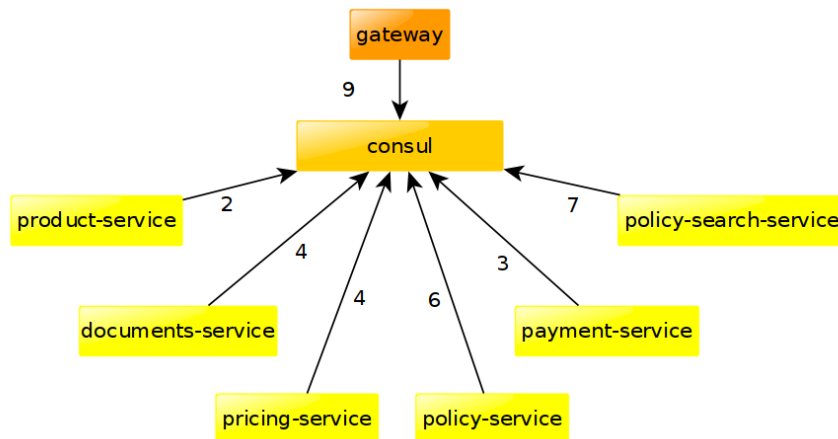 gateway
9
consul
product-service
2
7
policy-search-service
4
4
6
3
documents-service
payment-service
pricing-service
policy-service